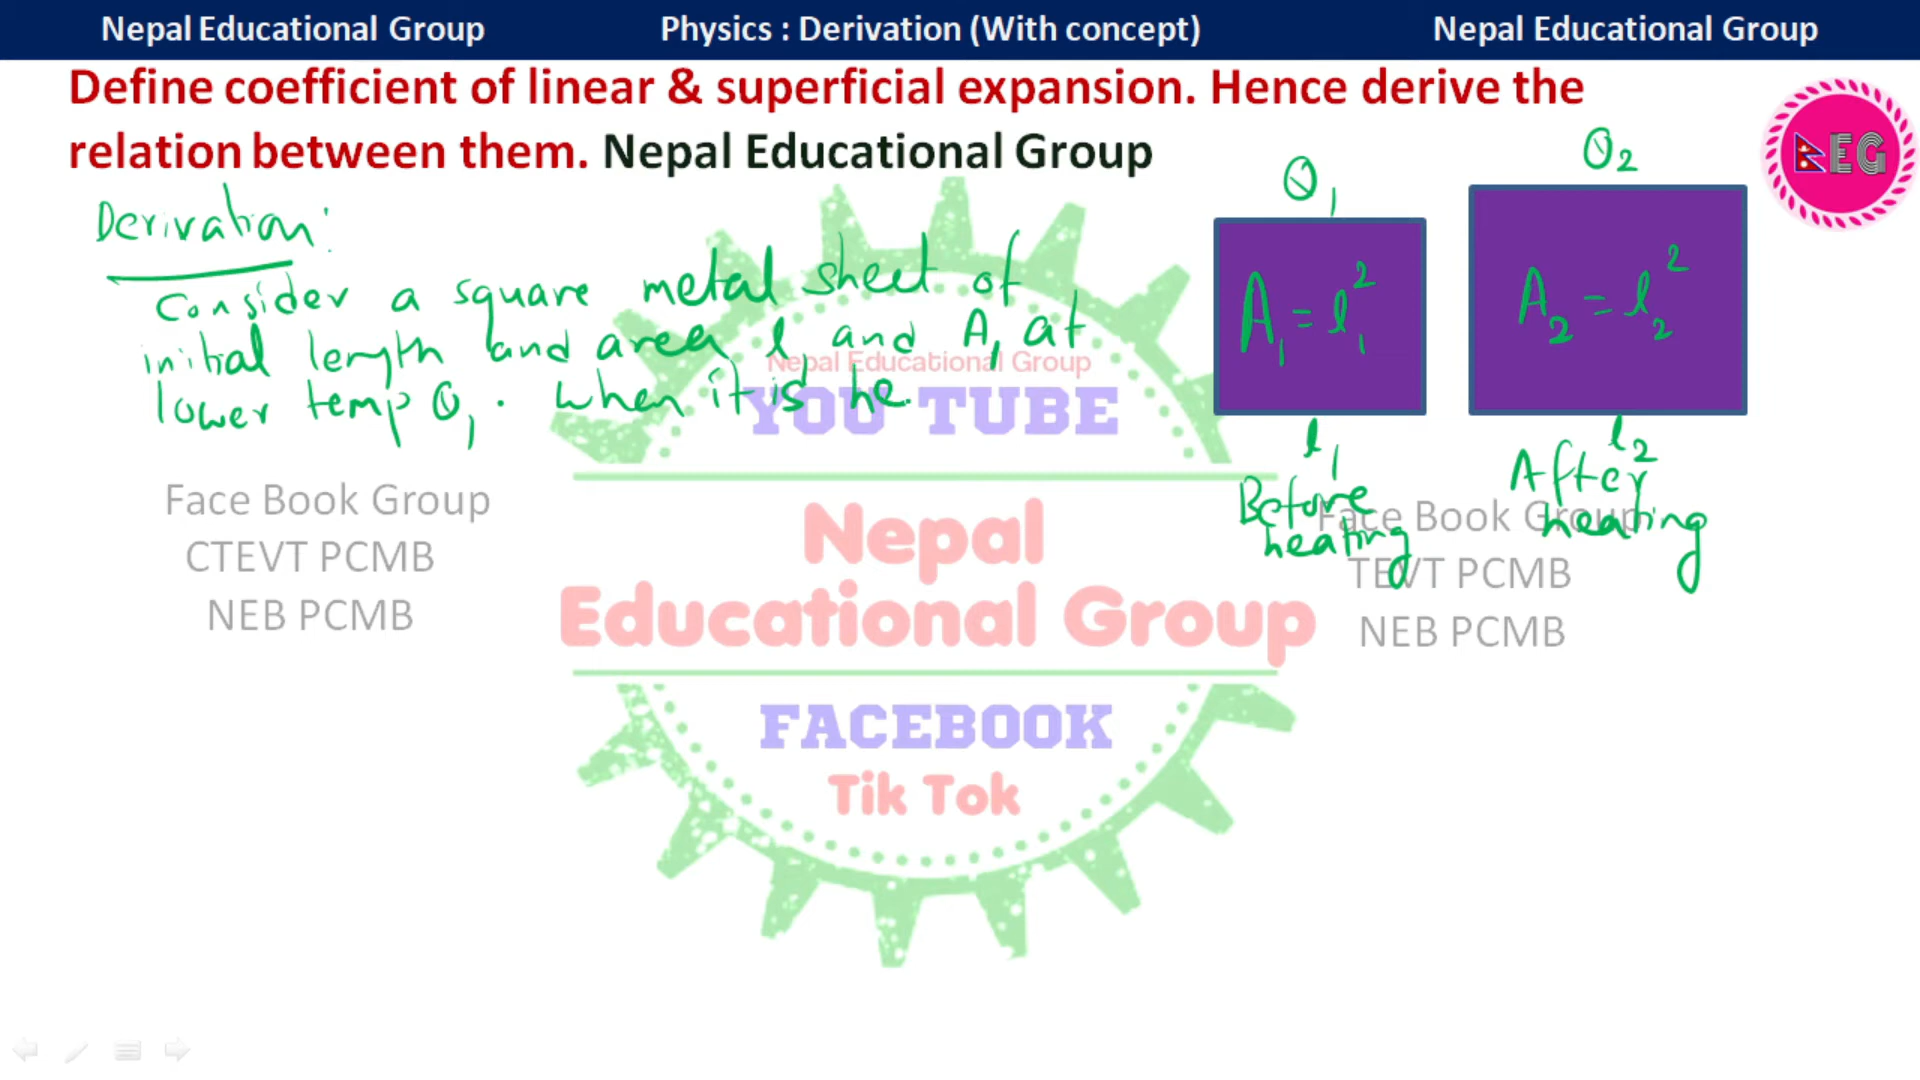 Nepal Educational Group
Physics : Derivation (With concept)
Nepal Educational Group
Define coefficient of linear & superficial expansion. Hence derive the
relation between them. Nepal Educational Group
EG
Derivation:
Consider a square metal sheet of
initial length and area l₁ and A₁ at
lower temp θ₁. When it is he
θ₁
A₁ = l₁²
l₁
Before
heating
θ₂
A₂ = l₂²
l₂
After
heating
Nepal Educational Group
YOU TUBE
Nepal
Educational Group
FACEBOOK
Tik Tok
Face Book Group
CTEVT PCMB
NEB PCMB
Face Book Group
TEVT PCMB
NEB PCMB